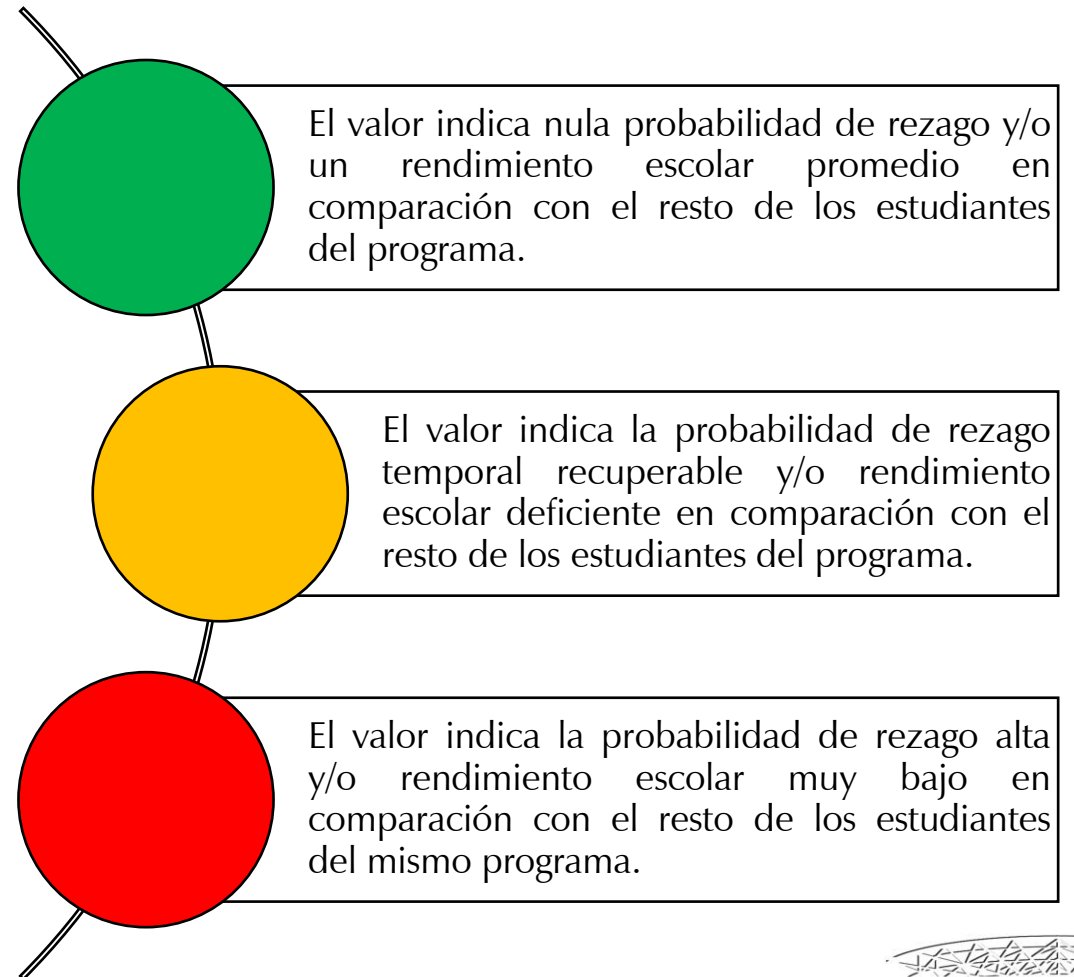 El valor indica nula probabilidad de rezago y/o
un rendimiento escolar promedio en
comparación con el resto de los estudiantes
del programa.
El valor indica la probabilidad de rezago
temporal recuperable y/o rendimiento
escolar deficiente en comparación con el
resto de los estudiantes del programa.
El valor indica la probabilidad de rezago alta
y/o rendimiento escolar muy bajo en
comparación con el resto de los estudiantes
del mismo programa.